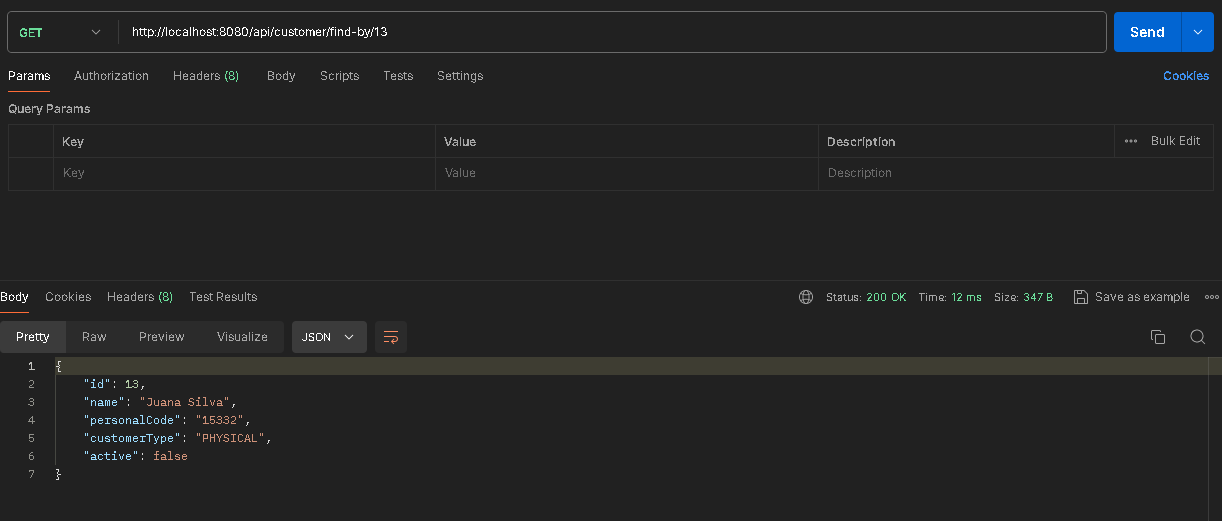 GET http://localhost:8080/api/customer/find-by/13 Send
Params Authorization Headers (8) Body Scripts Tests Settings Cookies
Query Params
Key Value Description ••• Bulk Edit
Key Value Description
Body Cookies Headers (8) Test Results Status: 200 OK Time: 12 ms Size: 347 B Save as example •••
Pretty Raw Preview Visualize JSON
1 {
2 "id": 13,
3 "name": "Juana Silva",
4 "personalCode": "15332",
5 "customerType": "PHYSICAL",
6 "active": false
7 }